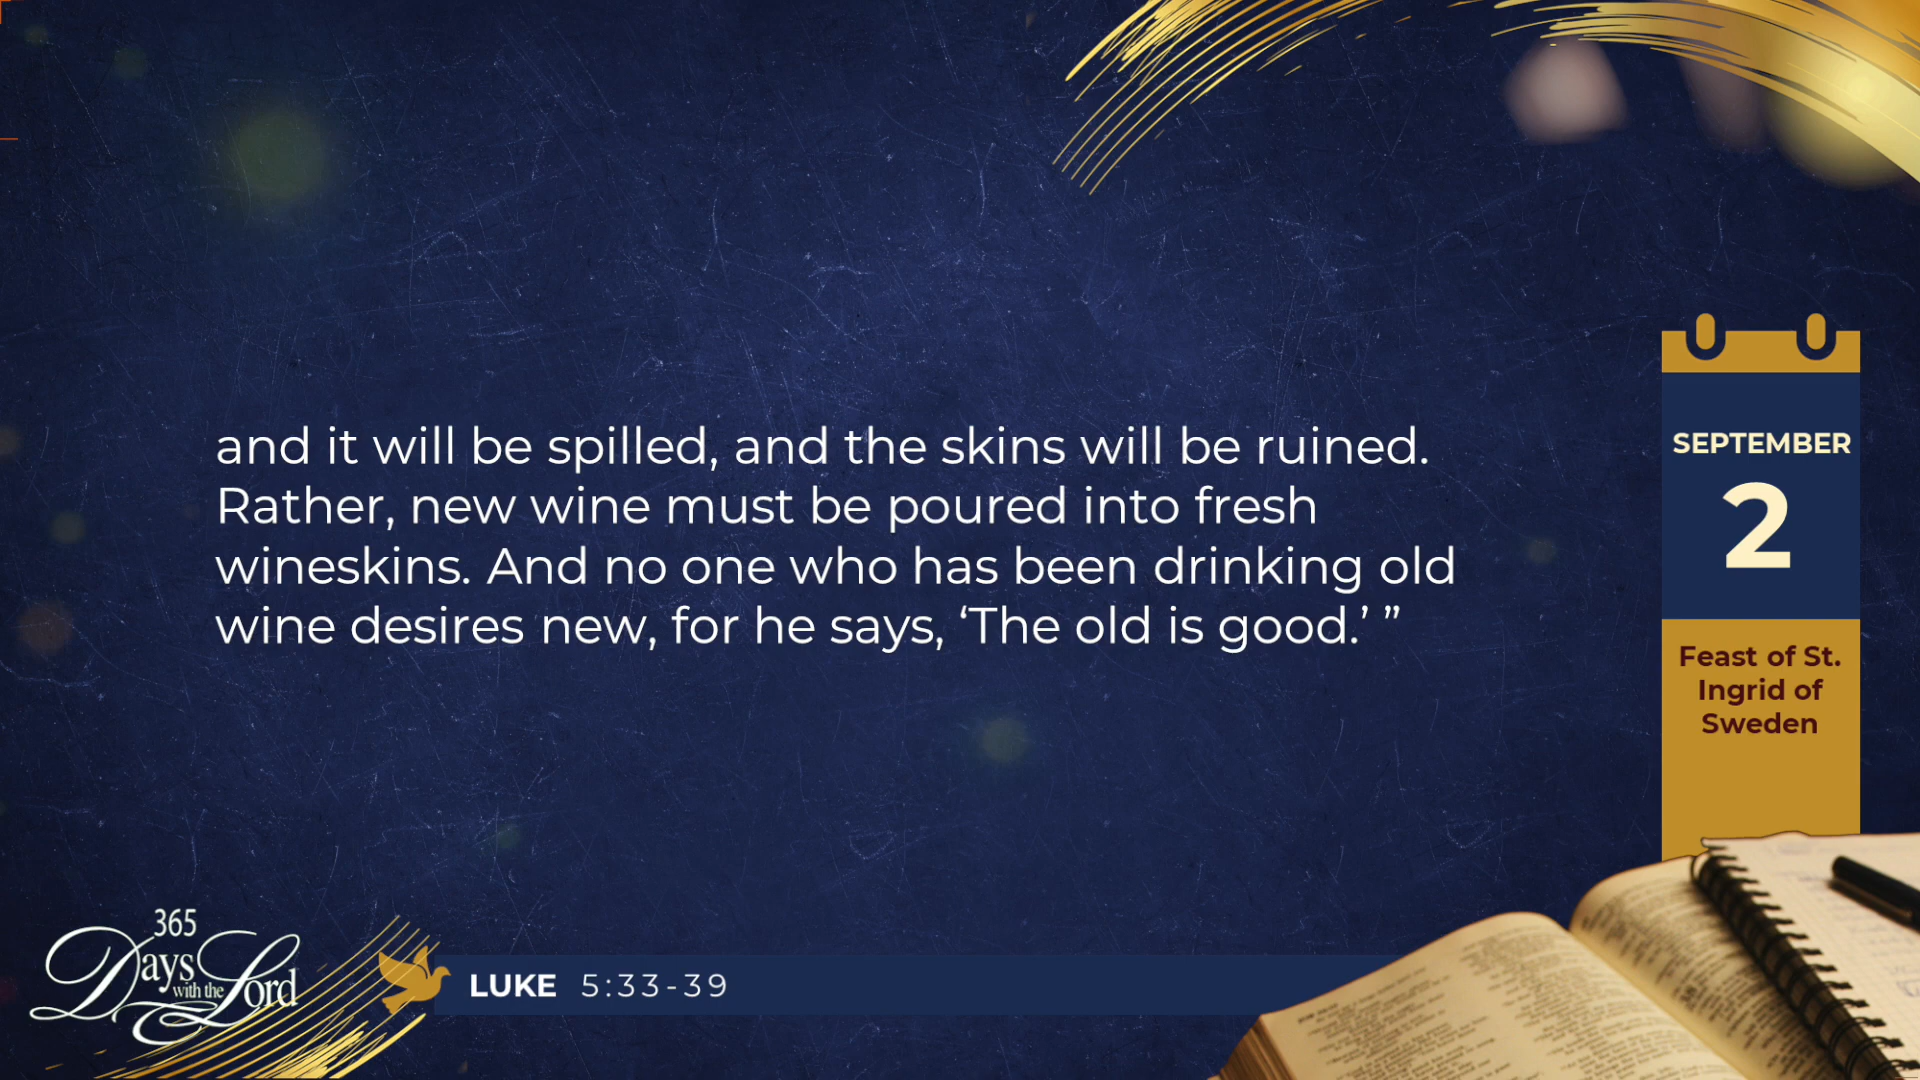 and it will be spilled, and the skins will be ruined.
Rather, new wine must be poured into fresh
wineskins. And no one who has been drinking old
wine desires new, for he says, ‘The old is good.’ ”
SEPTEMBER
2
Feast of St.
Ingrid of
Sweden
365
Days
with the
Lord
LUKE 5:33-39